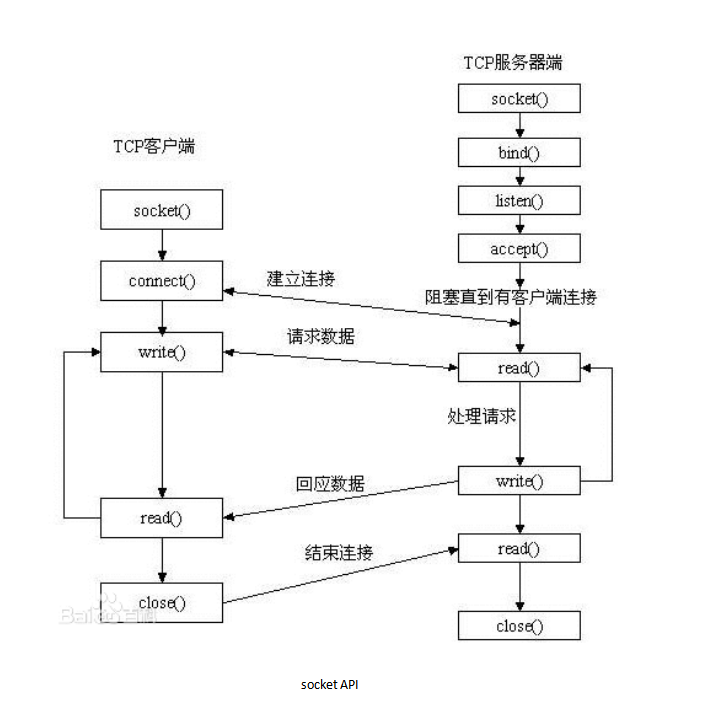 TCP服务器端
socket()
bind()
listen()
accept()
阻塞直到有客户端连接
read()
处理请求
write()
read()
close()
TCP客户端
socket()
connect()
write()
read()
close()
建立连接
请求数据
回应数据
结束连接
Baidu百科
socket API